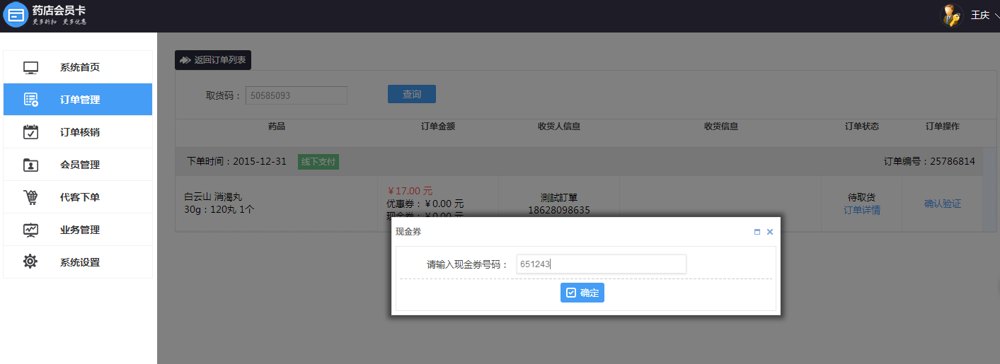 药店会员卡
更多折扣 更多优惠
王庆
系统首页
订单管理
订单核销
会员管理
代客下单
业务管理
系统设置
返回订单列表
取货码： 50585093 查询
药品 订单金额 收货人信息 收货信息 订单状态 订单操作
下单时间：2015-12-31 线下支付 订单编号：25786814
白云山 消渴丸
30g：120丸 1个
￥17.00 元
优惠券：￥0.00 元
现金券：￥0.00 元
測試訂單
18628098635
待取货
订单详情
确认验证
现金券
请输入现金券号码： 651243
确定